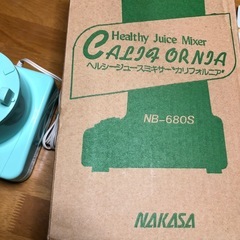 Healthy Juice Mixer
CALIFORNIA
ヘルシージュースミキサー"カリフォルニア"
NB-680S
NAKASA